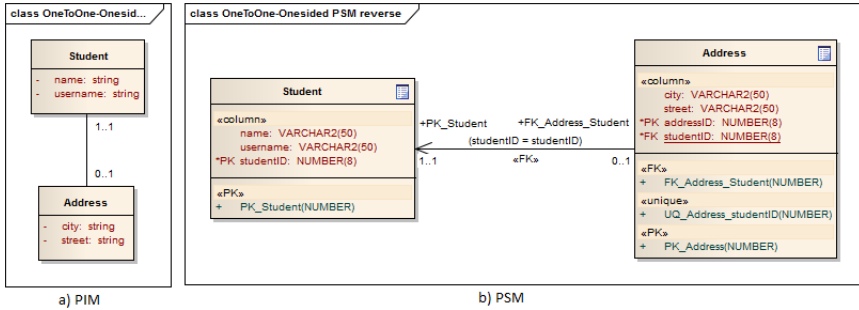 class OneToOne-Onesid...
Student
- name: string
- username: string
1..1
0..1
Address
- city: string
- street: string
a) PIM
class OneToOne-Onesided PSM reverse
Student
«column»
name: VARCHAR2(50)
username: VARCHAR2(50)
*PK studentID: NUMBER(8)
«PK»
+ PK_Student(NUMBER)
+PK_Student
+FK_Address_Student
(studentID = studentID)
1..1
«FK»
0..1
Address
«column»
city: VARCHAR2(50)
street: VARCHAR2(50)
*PK addressID: NUMBER(8)
*FK studentID: NUMBER(8)
«FK»
+ FK_Address_Student(NUMBER)
«unique»
+ UQ_Address_studentID(NUMBER)
«PK»
+ PK_Address(NUMBER)
b) PSM